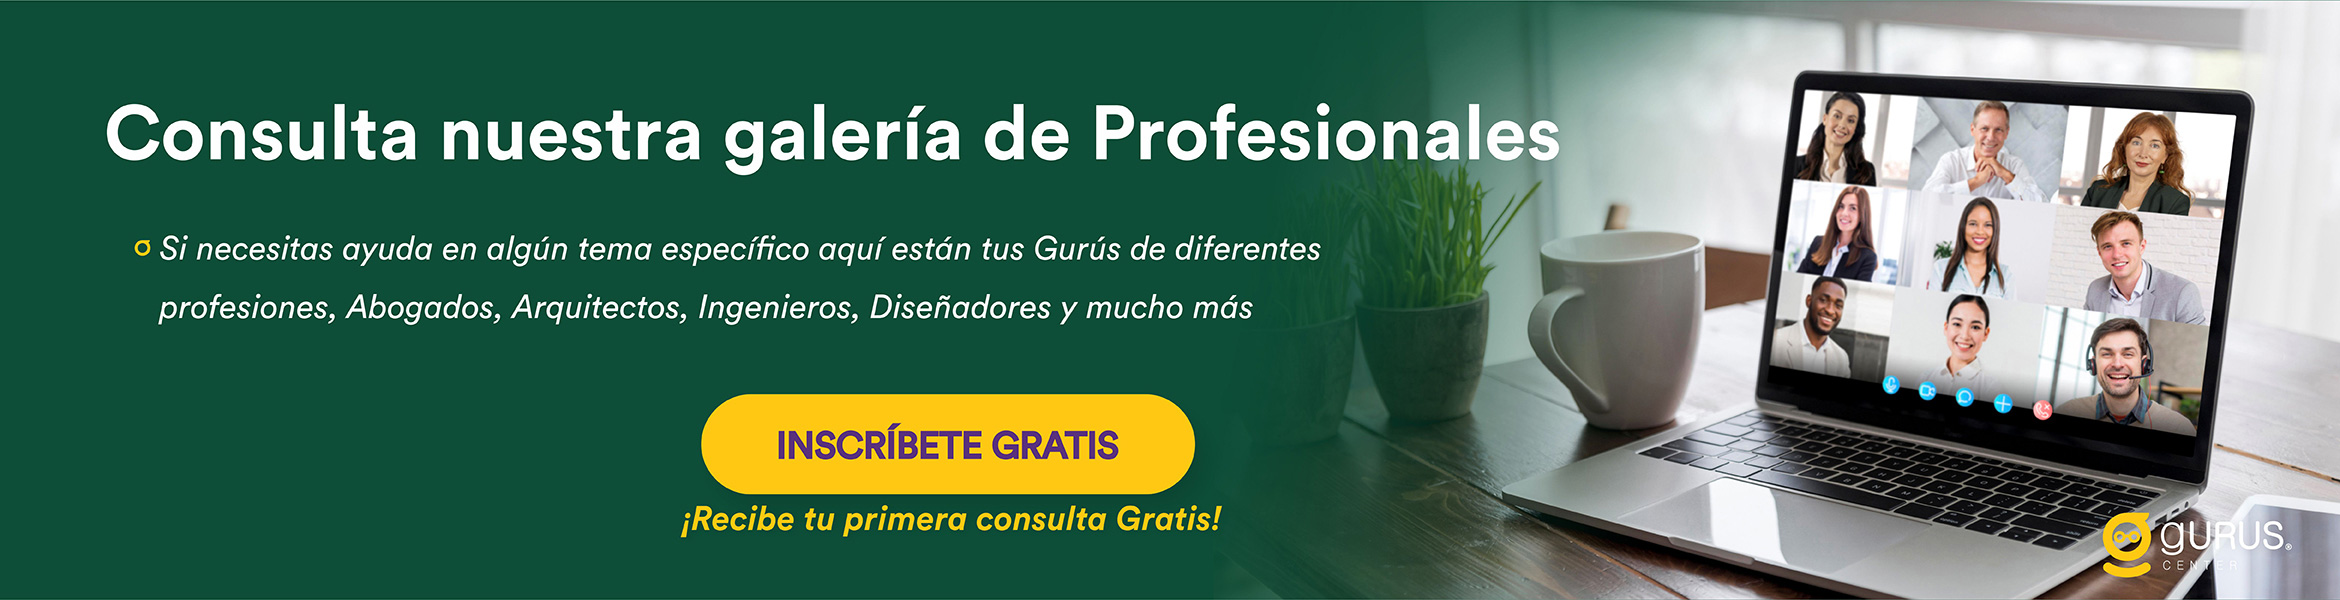 Consulta nuestra galería de Profesionales
Si necesitas ayuda en algún tema específico aquí están tus Gurús de diferentes
profesiones, Abogados, Arquitectos, Ingenieros, Diseñadores y mucho más
INSCRÍBETE GRATIS
¡Recibe tu primera consulta Gratis!
gURUS®
CENTER